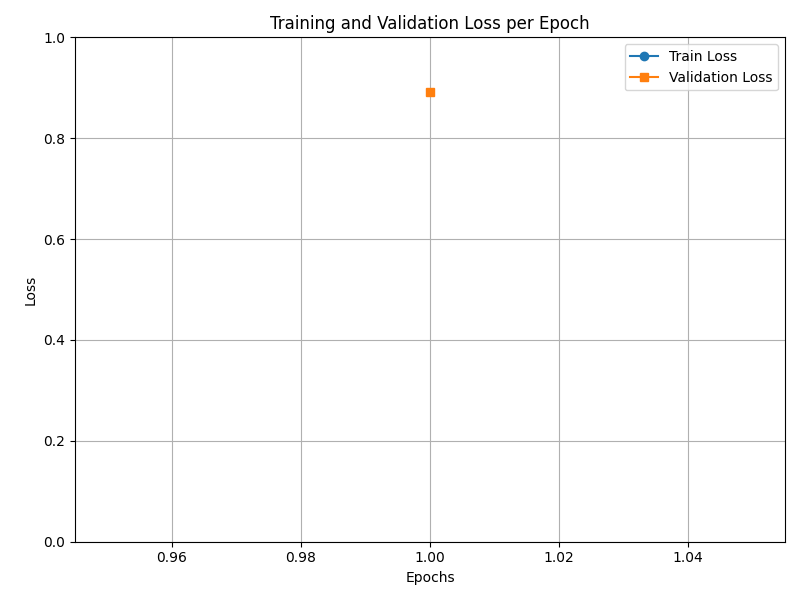 Training and Validation Loss per Epoch
Train Loss
Validation Loss
1.0
0.8
0.6
0.4
0.2
0.0
Loss
0.96 0.98 1.00 1.02 1.04
Epochs